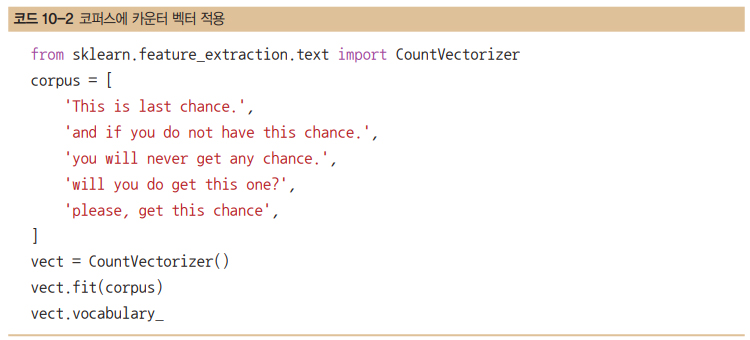 코드 10-2 코퍼스에 카운터 벡터 적용
from sklearn.feature_extraction.text import CountVectorizer
corpus = [
    'This is last chance.',
    'and if you do not have this chance.',
    'you will never get any chance.',
    'will you do get this one?',
    'please, get this chance',
]
vect = CountVectorizer()
vect.fit(corpus)
vect.vocabulary_